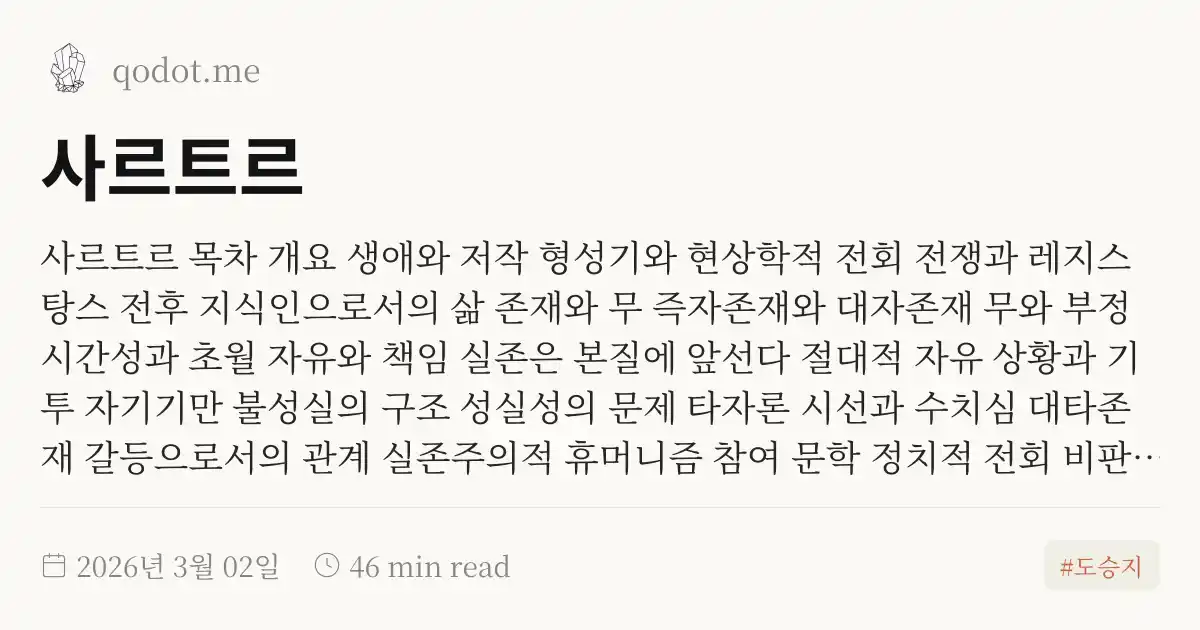 qodot.me
사르트르
사르트르 목차 개요 생애와 저작 형성기와 현상학적 전회 전쟁과 레지스
탕스 전후 지식인으로서의 삶 존재와 무 즉자존재와 대자존재 무와 부정
시간성과 초월 자유와 책임 실존은 본질에 앞선다 절대적 자유 상황과 기
투 자기기만 불성실의 구조 성실성의 문제 타자론 시선과 수치심 대타존
재 갈등으로서의 관계 실존주의적 휴머니즘 참여 문학 정치적 전회 비판…
2026년 3월 02일 46 min read
#도승지